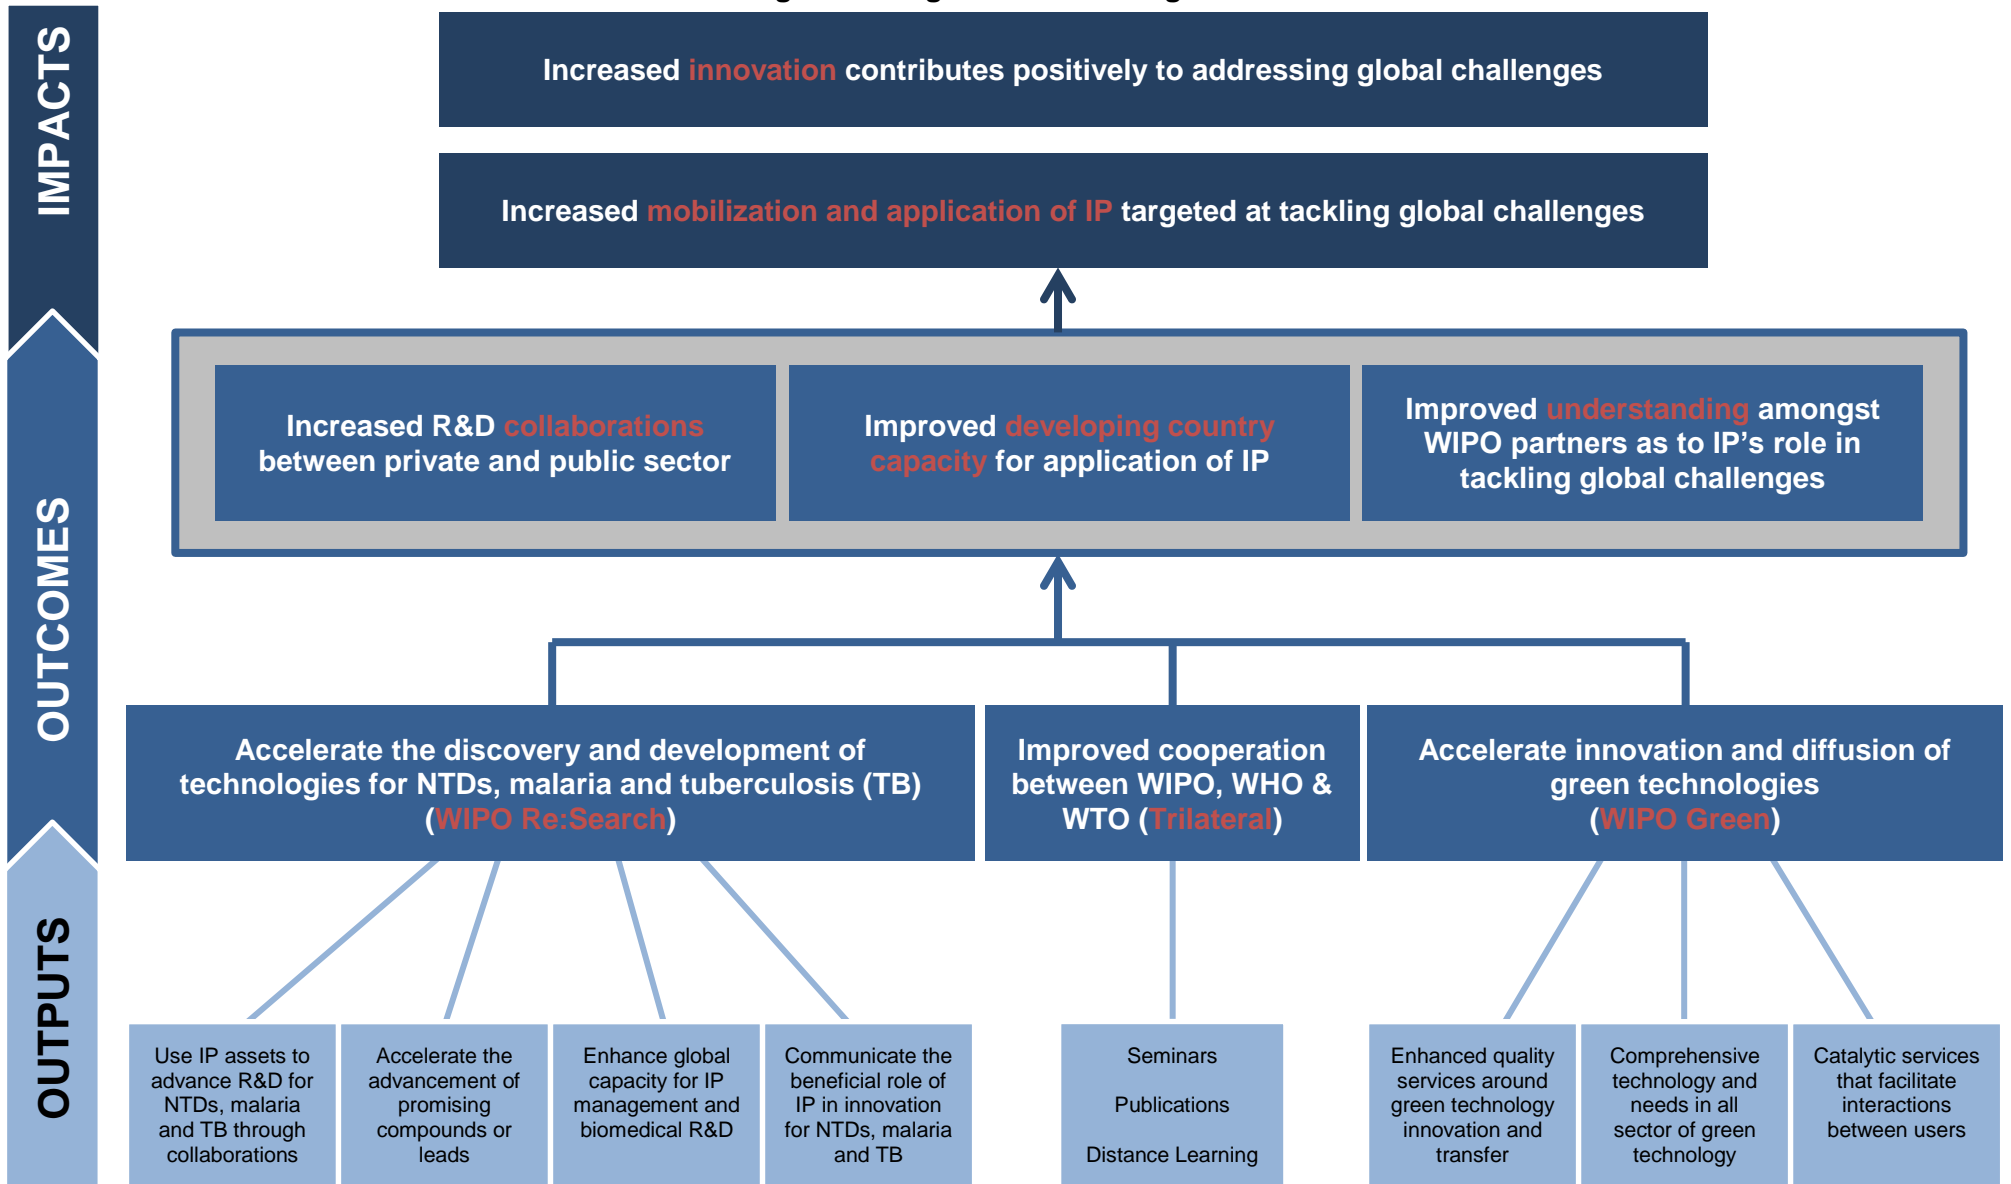 IMPACTS
Increased innovation contributes positively to addressing global challenges
Increased mobilization and application of IP targeted at tackling global challenges
OUTCOMES
Increased R&D collaborations
between private and public sector
Improved developing country
capacity for application of IP
Improved understanding amongst
WIPO partners as to IP’s role in
tackling global challenges
Accelerate the discovery and development of
technologies for NTDs, malaria and tuberculosis (TB)
(WIPO Re:Search)
Improved cooperation
between WIPO, WHO &
WTO (Trilateral)
Accelerate innovation and diffusion of
green technologies
(WIPO Green)
OUTPUTS
Use IP assets to
advance R&D for
NTDs, malaria
and TB through
collaborations
Accelerate the
advancement of
promising
compounds or
leads
Enhance global
capacity for IP
management and
biomedical R&D
Communicate the
beneficial role of
IP in innovation
for NTDs, malaria
and TB
Seminars
Publications
Distance Learning
Enhanced quality
services around
green technology
innovation and
transfer
Comprehensive
technology and
needs in all
sector of green
technology
Catalytic services
that facilitate
interactions
between users